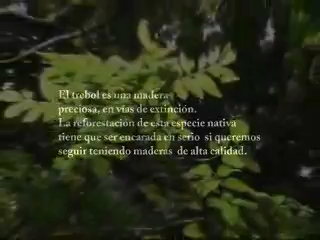 El trebol es una madera
preciosa, en vías de extinción.
La reforestación de esta especie nativa
tiene que ser encarada en serio si queremos
seguir teniendo maderas de alta calidad.